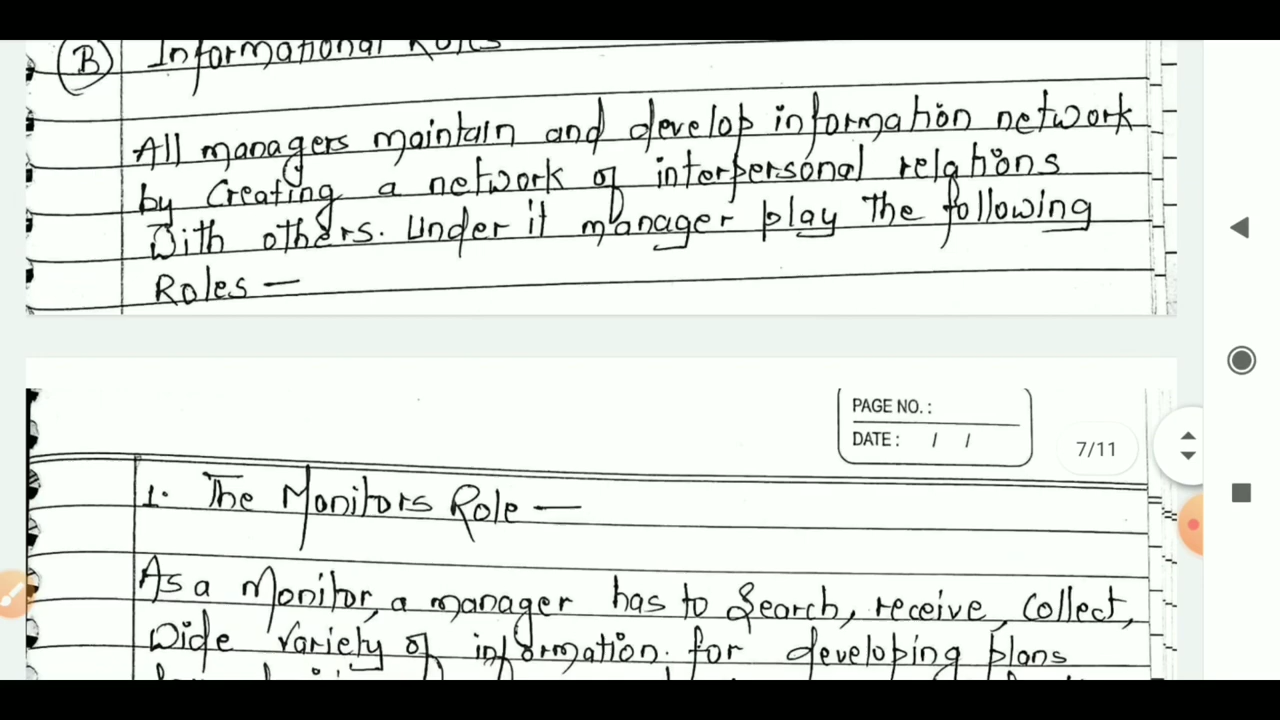 B Informational Roles
All managers maintain and develop information network
by Creating a network of interpersonal relations
With others. Under it manager play the following
Roles —
PAGE NO. :
DATE : / /
7/11
1. The Monitors Role —
As a Monitor, a manager has to Search, receive, collect,
Wide variety of information. for developing plans